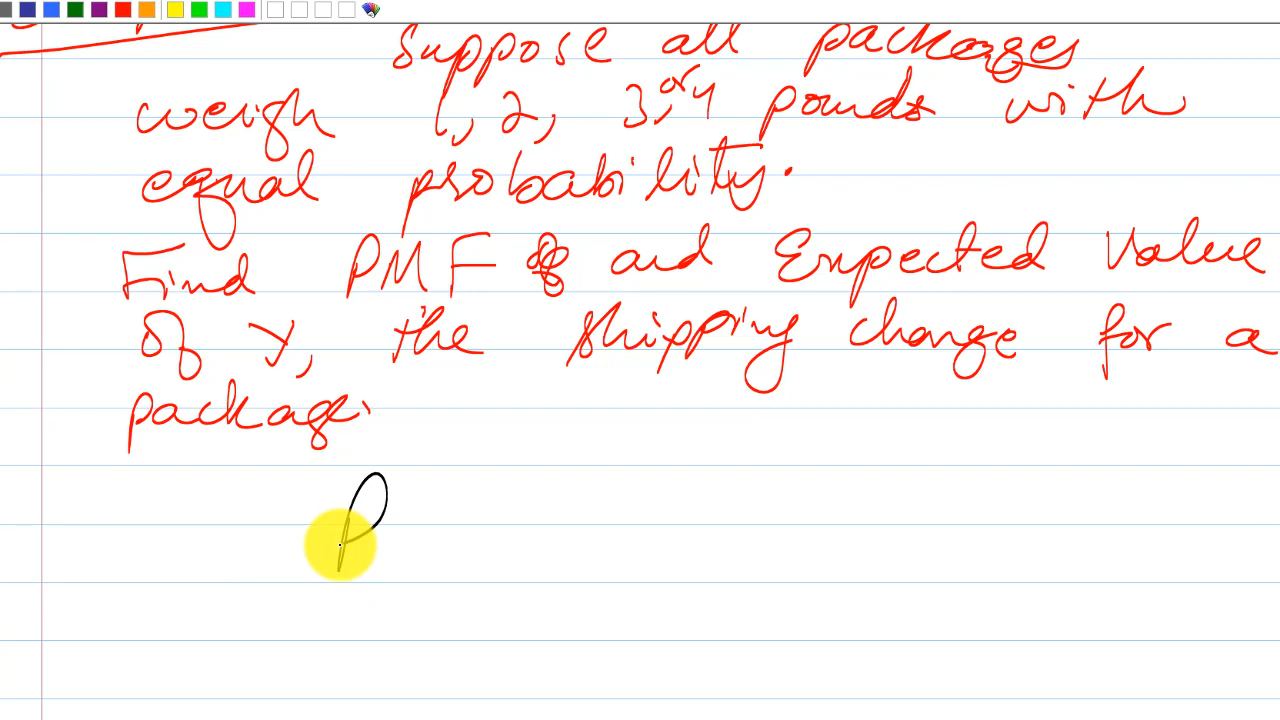 Suppose all packages
weigh 1, 2, 3, or 4 pounds with
equal probability.
Find PMF and Expected Value
of Y, the shipping charge for a
package.
P